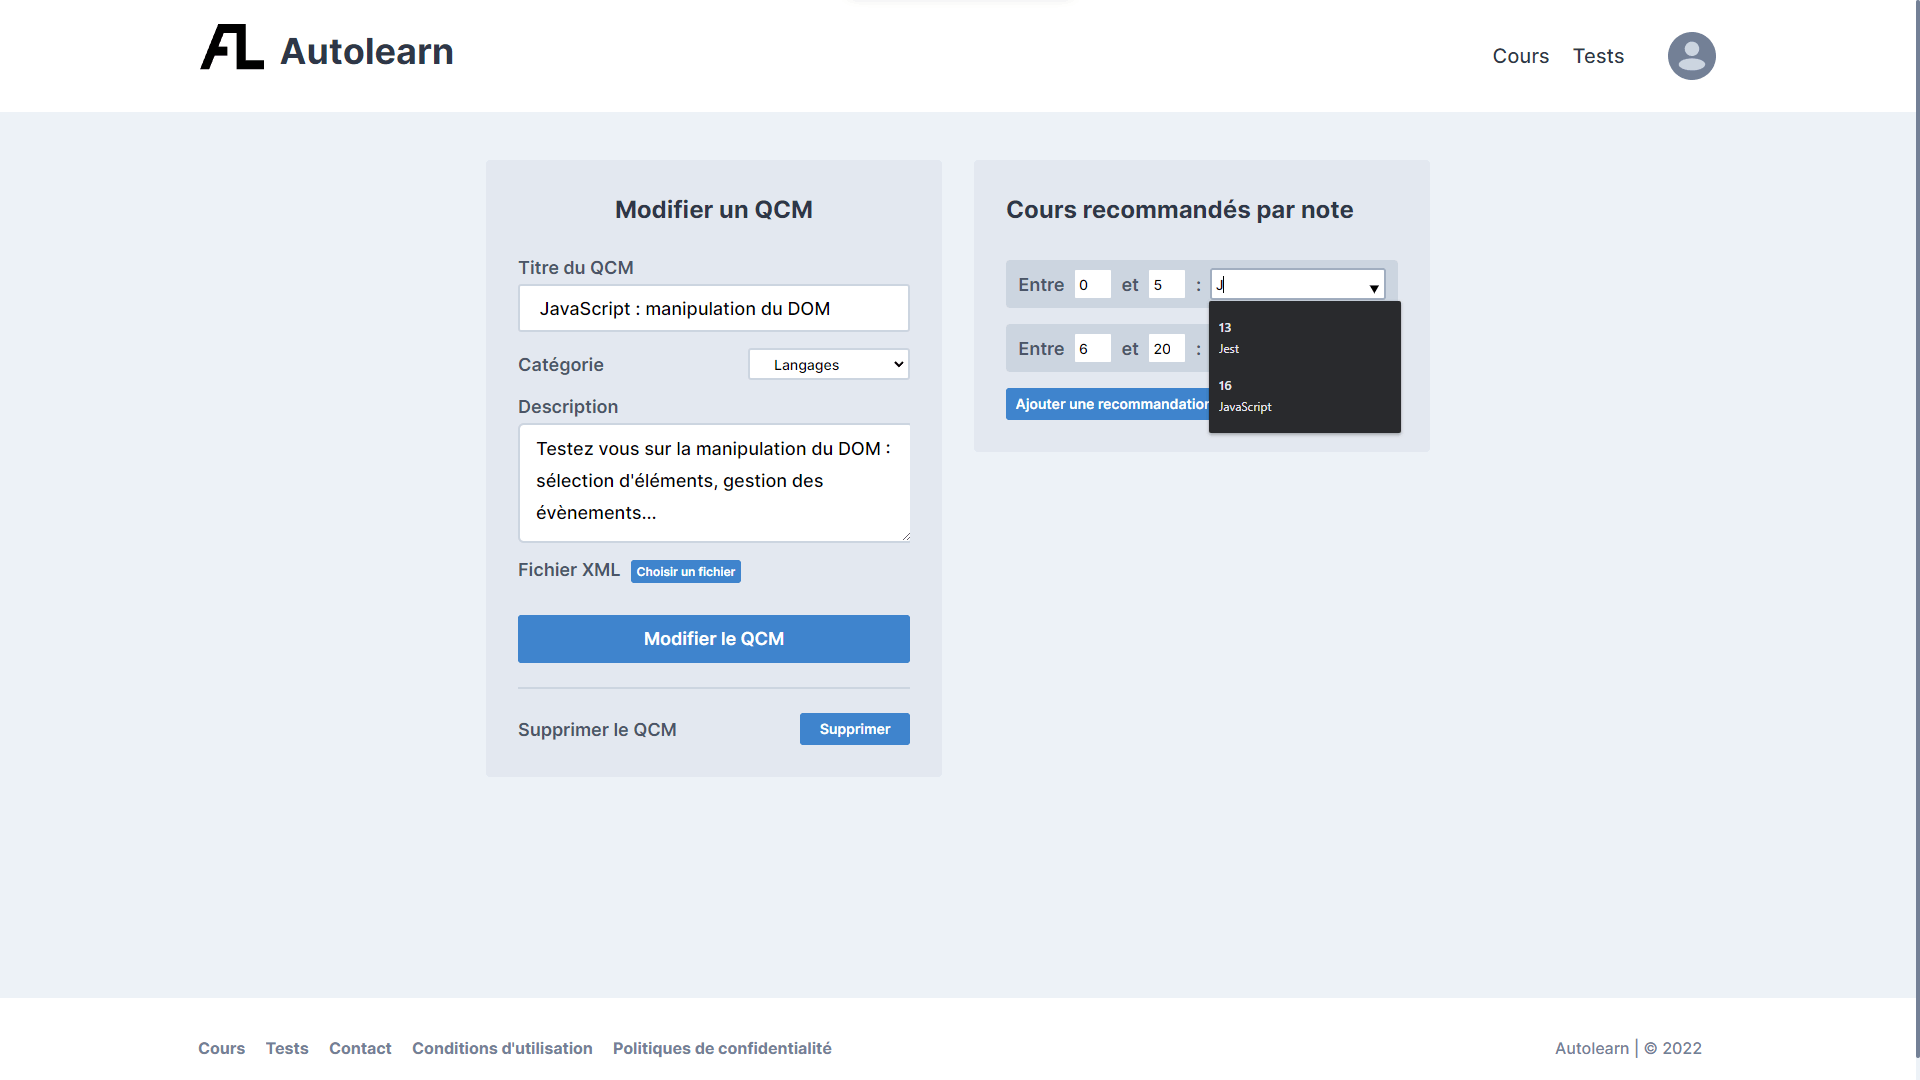 AL Autolearn
Cours Tests
Modifier un QCM
Titre du QCM
JavaScript : manipulation du DOM
Catégorie Langages
Description
Testez vous sur la manipulation du DOM :
sélection d'éléments, gestion des
évènements...
Fichier XML Choisir un fichier
Modifier le QCM
Supprimer le QCM Supprimer
Cours recommandés par note
Entre 0 et 5 : J
13
Jest
16
JavaScript
Entre 6 et 20 :
Ajouter une recommandation
Cours Tests Contact Conditions d'utilisation Politiques de confidentialité
Autolearn | © 2022